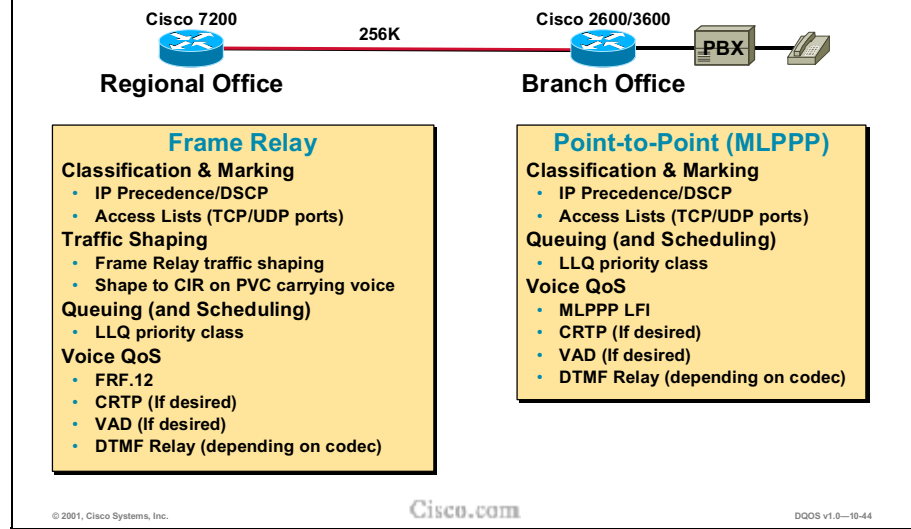 Cisco 7200
256K
Cisco 2600/3600
PBX
Regional Office
Branch Office
Frame Relay
Classification & Marking
• IP Precedence/DSCP
• Access Lists (TCP/UDP ports)
Traffic Shaping
• Frame Relay traffic shaping
• Shape to CIR on PVC carrying voice
Queuing (and Scheduling)
• LLQ priority class
Voice QoS
• FRF.12
• CRTP (If desired)
• VAD (If desired)
• DTMF Relay (depending on codec)
Point-to-Point (MLPPP)
Classification & Marking
• IP Precedence/DSCP
• Access Lists (TCP/UDP ports)
Queuing (and Scheduling)
• LLQ priority class
Voice QoS
• MLPPP LFI
• CRTP (If desired)
• VAD (If desired)
• DTMF Relay (depending on codec)
© 2001, Cisco Systems, Inc.
Cisco.com
DQOS v1.0—10-44